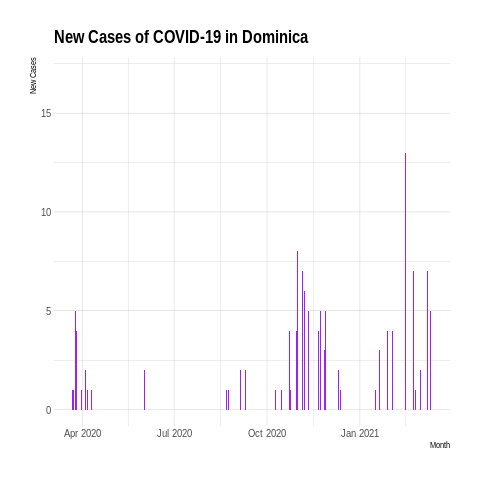 New Cases of COVID-19 in Dominica
New Cases
15
10
5
0
Apr 2020 Jul 2020 Oct 2020 Jan 2021
Month